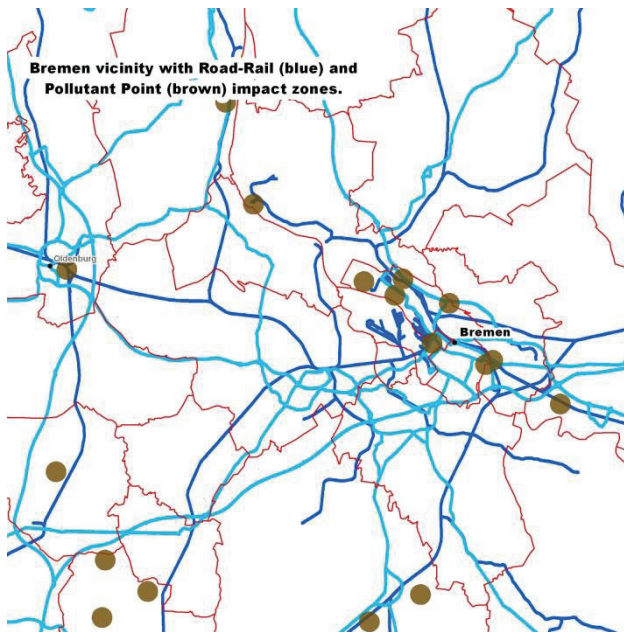 Bremen vicinity with Road-Rail (blue) and
Pollutant Point (brown) impact zones.
Oldenburg
Bremen